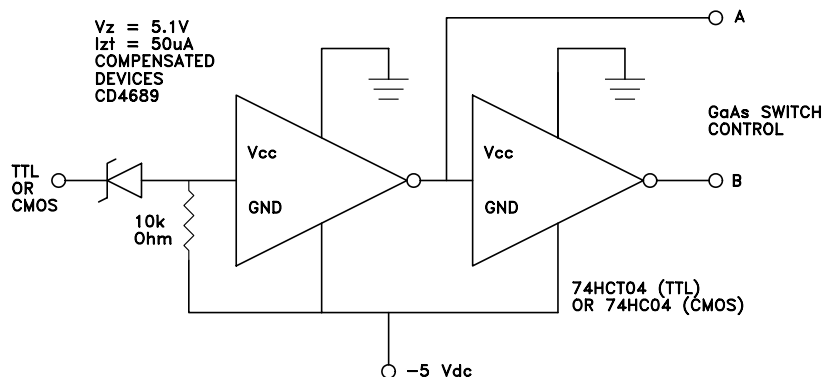 Vz = 5.1V
Izt = 50uA
COMPENSATED
DEVICES
CD4689
A
GaAs SWITCH
CONTROL
Vcc
Vcc
TTL
OR
CMOS
B
GND
GND
10k
Ohm
74HCT04 (TTL)
OR 74HC04 (CMOS)
-5 Vdc